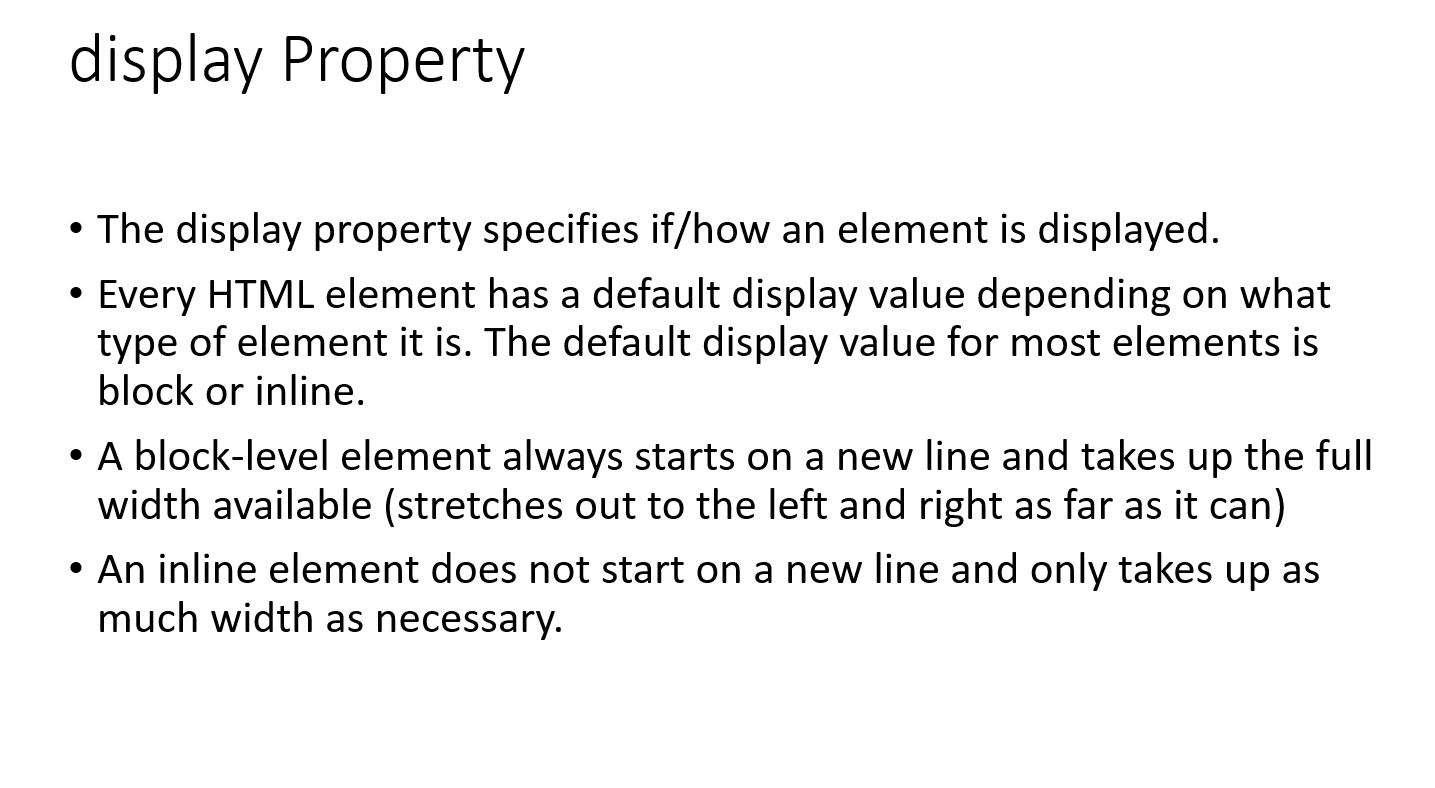 display Property
• The display property specifies if/how an element is displayed.
• Every HTML element has a default display value depending on what
type of element it is. The default display value for most elements is
block or inline.
• A block-level element always starts on a new line and takes up the full
width available (stretches out to the left and right as far as it can)
• An inline element does not start on a new line and only takes up as
much width as necessary.